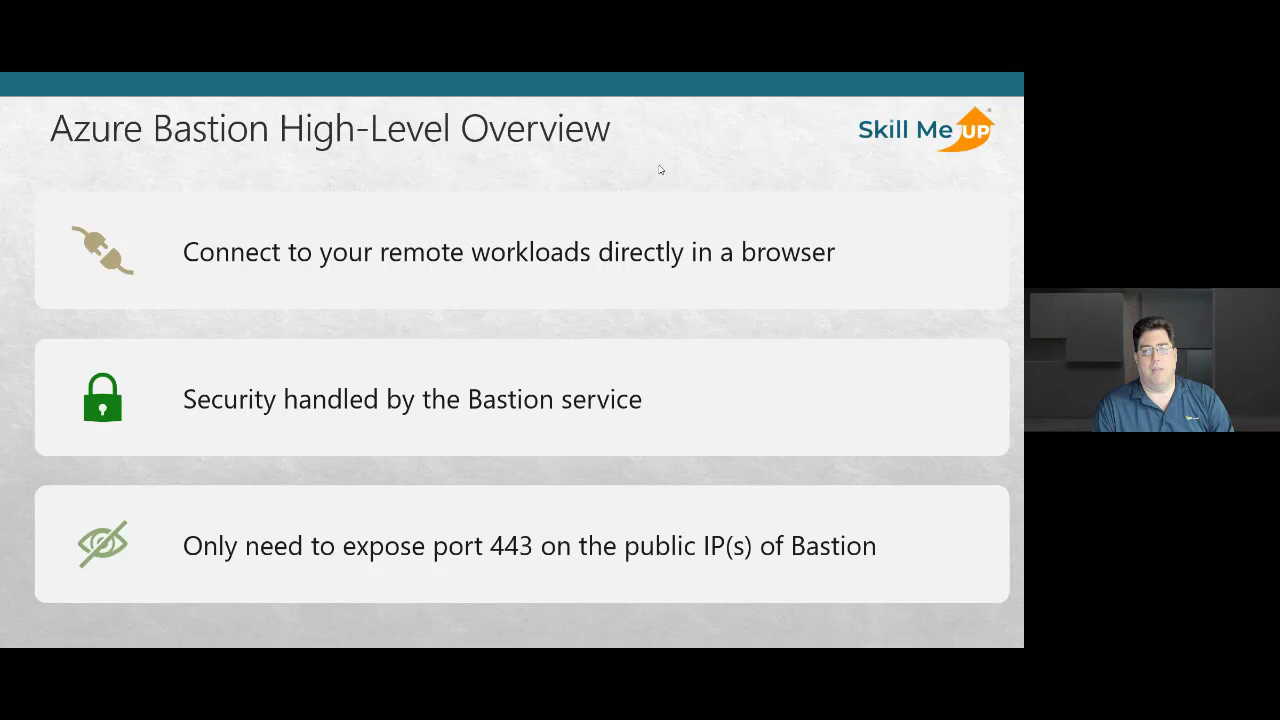 Azure Bastion High-Level Overview
Skill Me UP
Connect to your remote workloads directly in a browser
Security handled by the Bastion service
Only need to expose port 443 on the public IP(s) of Bastion